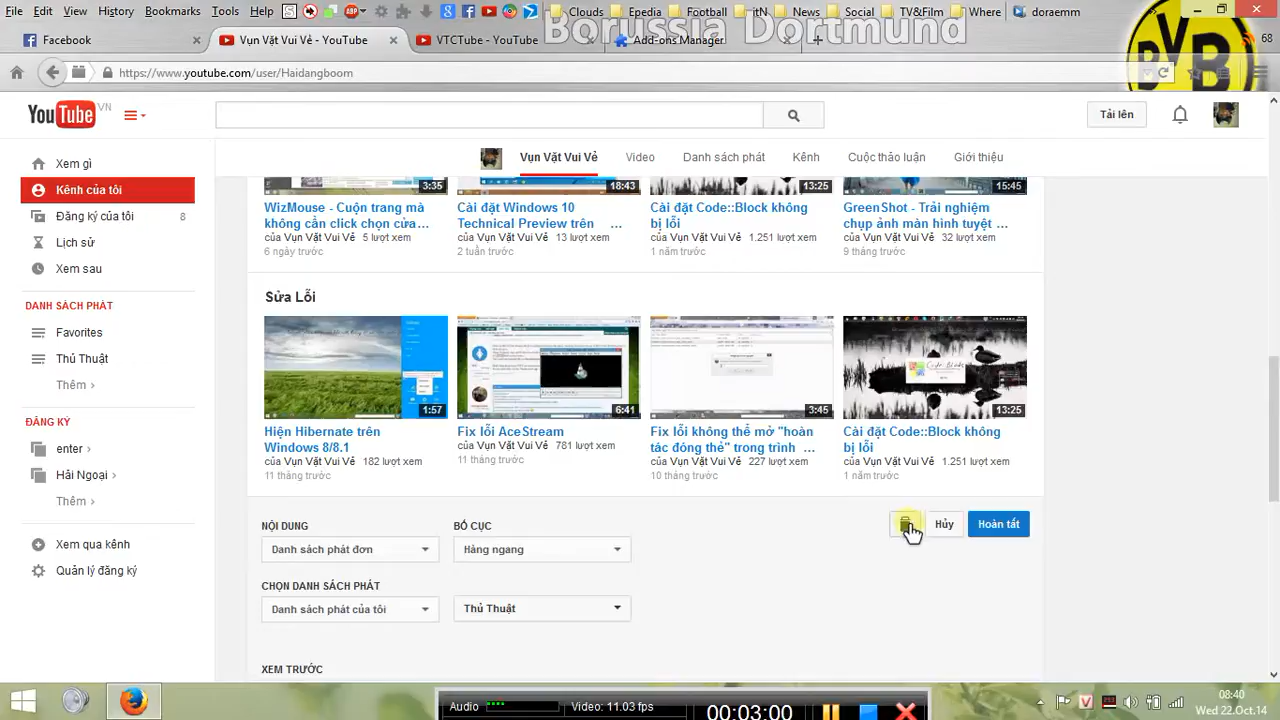 File Edit View History Bookmarks Tools Help
Clouds Epedia Football itN News Social TV&Film Chrome Business doraemm
Borussia Dortmund
Facebook
Vụn Vặt Vui Vẻ - YouTube
VTCTube - YouTube
Add-ons Manager
68
https://www.youtube.com/user/Haidangboom
YouTube VN
Tải lên
Vụn Vặt Vui Vẻ Video Danh sách phát Kênh Cuộc thảo luận Giới thiệu
Xem gì
Kênh của tôi
Đăng ký của tôi 8
Lịch sử
Xem sau
DANH SÁCH PHÁT
Favorites
Thủ Thuật
Thêm ›
ĐĂNG KÝ
enter ›
Hải Ngoại ›
Thêm ›
Xem qua kênh
Quản lý đăng ký
3:35
WizMouse - Cuộn trang mà
không cần click chọn cửa…
của Vụn Vặt Vui Vẻ 5 lượt xem
6 ngày trước
18:43
Cài đặt Windows 10
Technical Preview trên …
của Vụn Vặt Vui Vẻ 13 lượt xem
2 tuần trước
13:25
Cài đặt Code::Block không
bị lỗi
của Vụn Vặt Vui Vẻ 1.251 lượt xem
1 năm trước
15:45
GreenShot - Trải nghiệm
chụp ảnh màn hình tuyệt …
của Vụn Vặt Vui Vẻ 32 lượt xem
9 tháng trước
Sửa Lỗi
1:57
Hiện Hibernate trên
Windows 8/8.1
của Vụn Vặt Vui Vẻ 182 lượt xem
11 tháng trước
6:41
Fix lỗi AceStream
của Vụn Vặt Vui Vẻ 781 lượt xem
11 tháng trước
3:45
Fix lỗi không thể mở "hoàn
tác đóng thẻ" trong trình …
của Vụn Vặt Vui Vẻ 227 lượt xem
10 tháng trước
13:25
Cài đặt Code::Block không
bị lỗi
của Vụn Vặt Vui Vẻ 1.251 lượt xem
1 năm trước
NỘI DUNG BỐ CỤC Hủy Hoàn tất
Danh sách phát đơn Hàng ngang
CHỌN DANH SÁCH PHÁT
Danh sách phát của tôi Thủ Thuật
XEM TRƯỚC
Audio Video: 11.03 fps 00:03:00
08:40
Wed 22.Oct.14